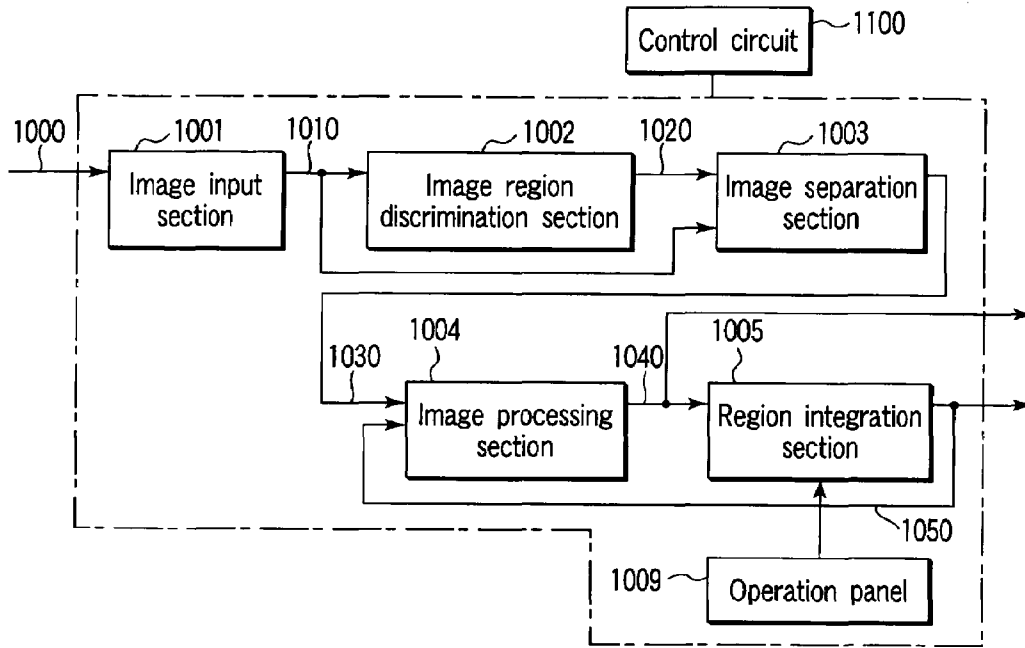 Control circuit
1100
1000
1001
1010
1002
1020
1003
Image input
section
Image region
discrimination section
Image separation
section
1030
1004
1040
1005
Image processing
section
Region integration
section
1050
1009
Operation panel